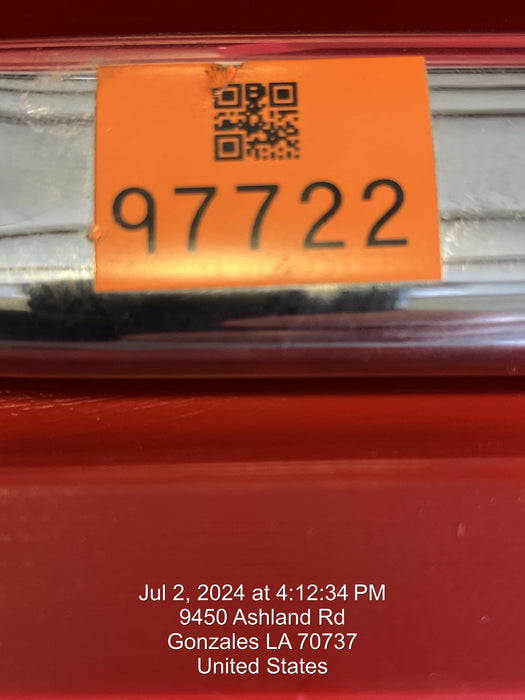 97722
Jul 2, 2024 at 4:12:34 PM
9450 Ashland Rd
Gonzales LA 70737
United States